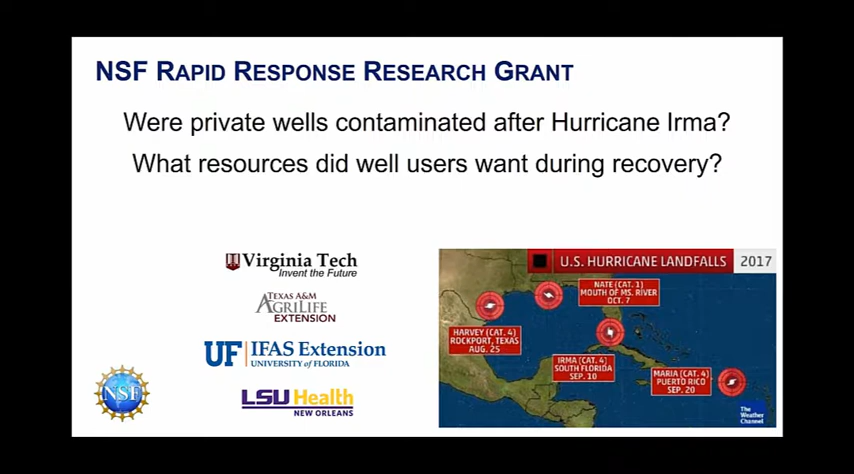 NSF RAPID RESPONSE RESEARCH GRANT
Were private wells contaminated after Hurricane Irma?
What resources did well users want during recovery?
Virginia Tech
Invent the Future
TEXAS A&M
AGRILIFE
EXTENSION
UF IFAS Extension
UNIVERSITY of FLORIDA
LSU Health
NEW ORLEANS
NSF
U.S. HURRICANE LANDFALLS 2017
NATE (CAT. 1)
MOUTH OF MS. RIVER
OCT. 7
HARVEY (CAT. 4)
ROCKPORT, TEXAS
AUG. 25
IRMA (CAT. 4)
SOUTH FLORIDA
SEP. 10
MARIA (CAT. 4)
PUERTO RICO
SEP. 20
The
Weather
Channel